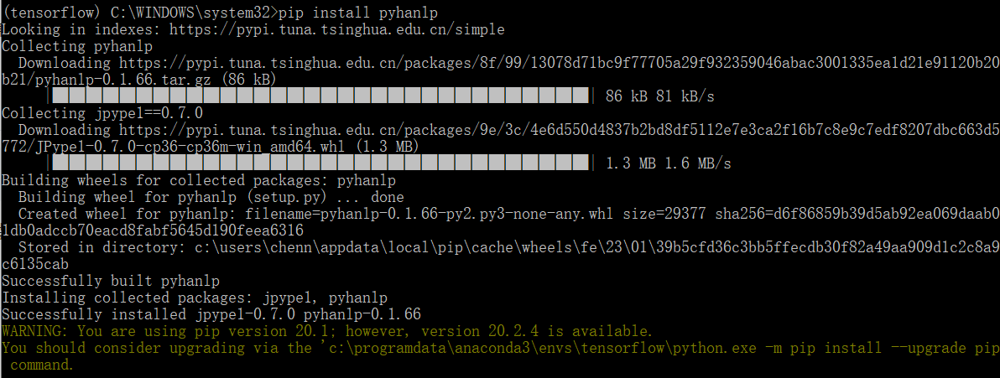 (tensorflow) C:\WINDOWS\system32>pip install pyhanlp
Looking in indexes: https://pypi.tuna.tsinghua.edu.cn/simple
Collecting pyhanlp
  Downloading https://pypi.tuna.tsinghua.edu.cn/packages/8f/99/13078d71bc9f77705a29f932359046abac3001335ea1d21e91120b20
b21/pyhanlp-0.1.66.tar.gz (86 kB)
     |████████████████████████████████| 86 kB 81 kB/s
Collecting jpype1==0.7.0
  Downloading https://pypi.tuna.tsinghua.edu.cn/packages/9e/3c/4e6d550d4837b2bd8df5112e7e3ca2f16b7c8e9c7edf8207dbc663d5
772/JPype1-0.7.0-cp36-cp36m-win_amd64.whl (1.3 MB)
     |████████████████████████████████| 1.3 MB 1.6 MB/s
Building wheels for collected packages: pyhanlp
  Building wheel for pyhanlp (setup.py) ... done
  Created wheel for pyhanlp: filename=pyhanlp-0.1.66-py2.py3-none-any.whl size=29377 sha256=d6f86859b39d5ab92ea069daab0
1db0adccb70eacd8fabf5645d190feea6316
  Stored in directory: c:\users\chenn\appdata\local\pip\cache\wheels\fe\23\01\39b5cfd36c3bb5ffecdb30f82a49aa909d1c2c8a9
c6135cab
Successfully built pyhanlp
Installing collected packages: jpype1, pyhanlp
Successfully installed jpype1-0.7.0 pyhanlp-0.1.66
WARNING: You are using pip version 20.1; however, version 20.2.4 is available.
You should consider upgrading via the 'c:\programdata\anaconda3\envs\tensorflow\python.exe -m pip install --upgrade pip
 command.